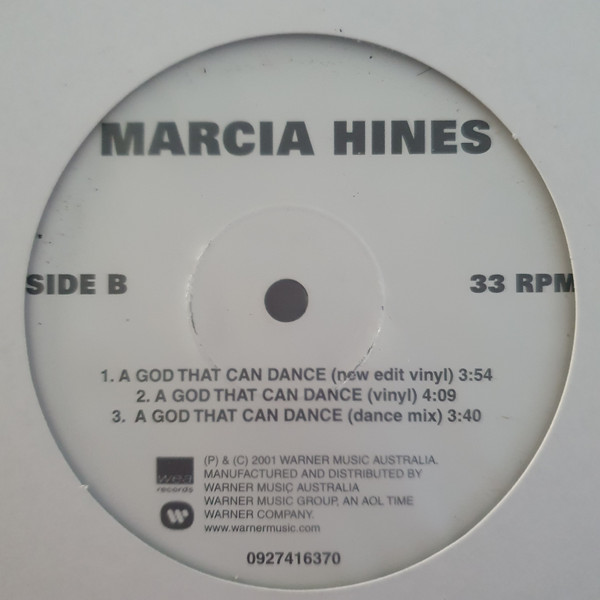 MARCIA HINES
SIDE B
33 RPM
1. A GOD THAT CAN DANCE (new edit vinyl) 3:54
2. A GOD THAT CAN DANCE (vinyl) 4:09
3. A GOD THAT CAN DANCE (dance mix) 3:40
(P) & (C) 2001 WARNER MUSIC AUSTRALIA.
MANUFACTURED AND DISTRIBUTED BY
WARNER MUSIC AUSTRALIA
WARNER MUSIC GROUP, AN AOL TIME
WARNER COMPANY.
www.warnermusic.com
wea
records
0927416370